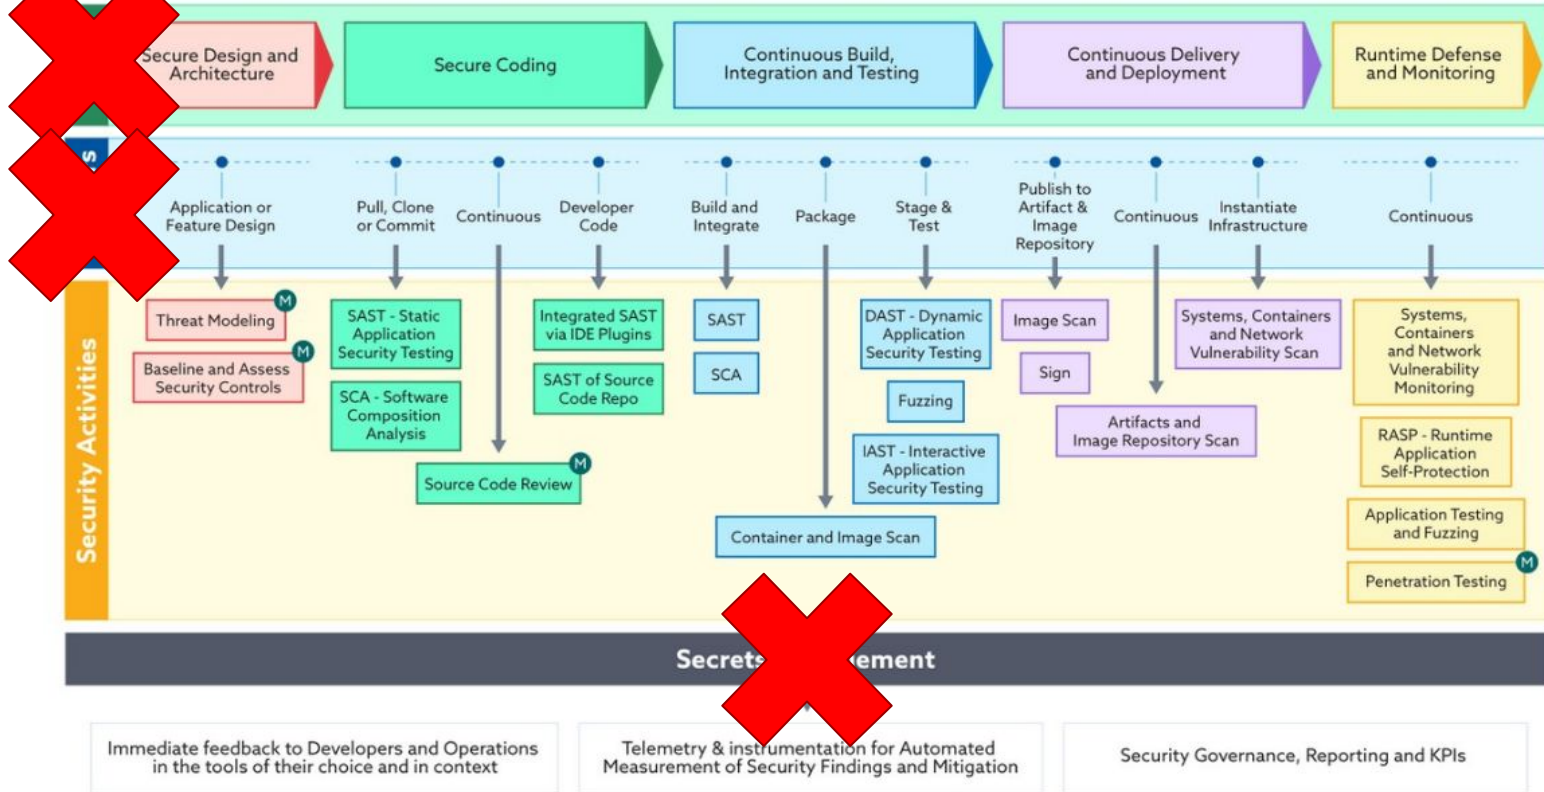 Secure Design and
Architecture
Secure Coding
Continuous Build,
Integration and Testing
Continuous Delivery
and Deployment
Runtime Defense
and Monitoring
Application or
Feature Design
Pull, Clone
or Commit
Continuous
Developer
Code
Build and
Integrate
Package
Stage &
Test
Publish to
Artifact &
Image
Repository
Continuous
Instantiate
Infrastructure
Continuous
Security Activities
Threat Modeling
M
Baseline and Assess
Security Controls
M
SAST - Static
Application
Security Testing
SCA - Software
Composition
Analysis
Source Code Review
M
Integrated SAST
via IDE Plugins
SAST of Source
Code Repo
SAST
SCA
Container and Image Scan
DAST - Dynamic
Application
Security Testing
Fuzzing
IAST - Interactive
Application
Security Testing
Image Scan
Sign
Artifacts and
Image Repository Scan
Systems, Containers
and Network
Vulnerability Scan
Systems,
Containers
and Network
Vulnerability
Monitoring
RASP - Runtime
Application
Self-Protection
Application Testing
and Fuzzing
Penetration Testing
M
Secrets
Immediate feedback to Developers and Operations
in the tools of their choice and in context
Telemetry & instrumentation for Automated
Measurement of Security Findings and Mitigation
Security Governance, Reporting and KPIs